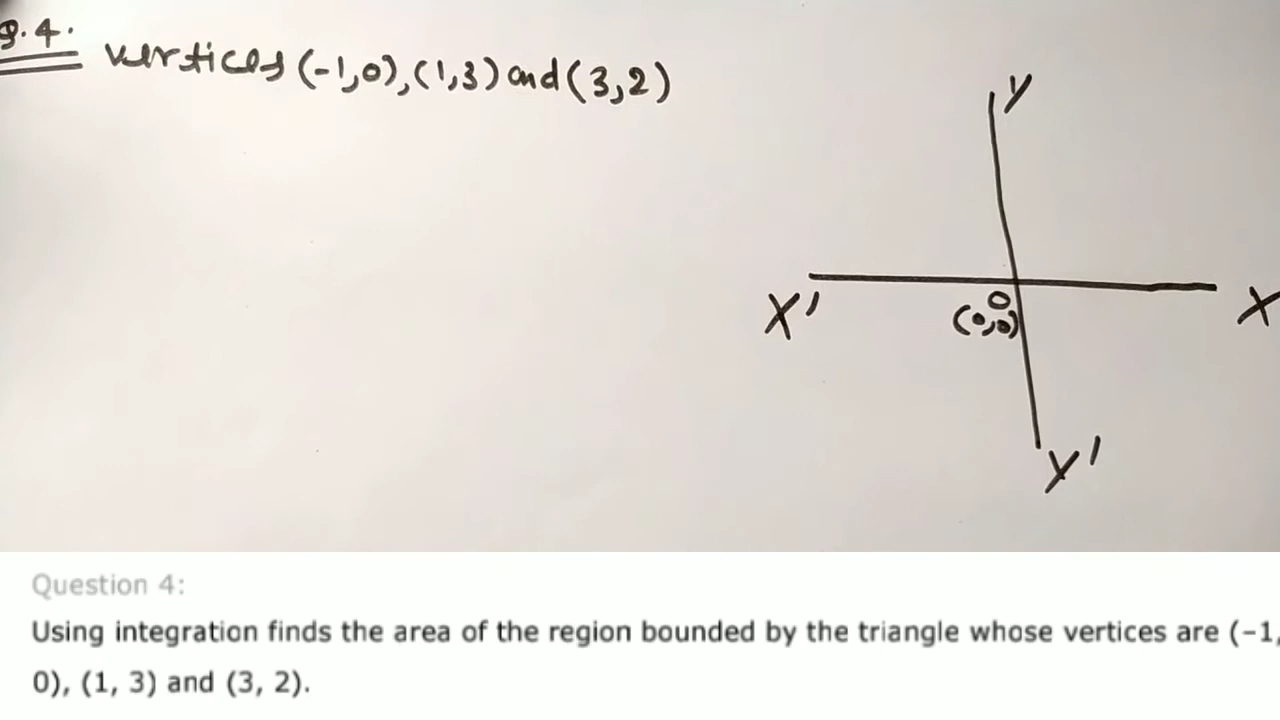 Q.4. vertices (-1,0), (1,3) and (3,2)
Y
X'
X
O
(0,0)
Y'
Question 4:
Using integration finds the area of the region bounded by the triangle whose vertices are (−1,
0), (1, 3) and (3, 2).